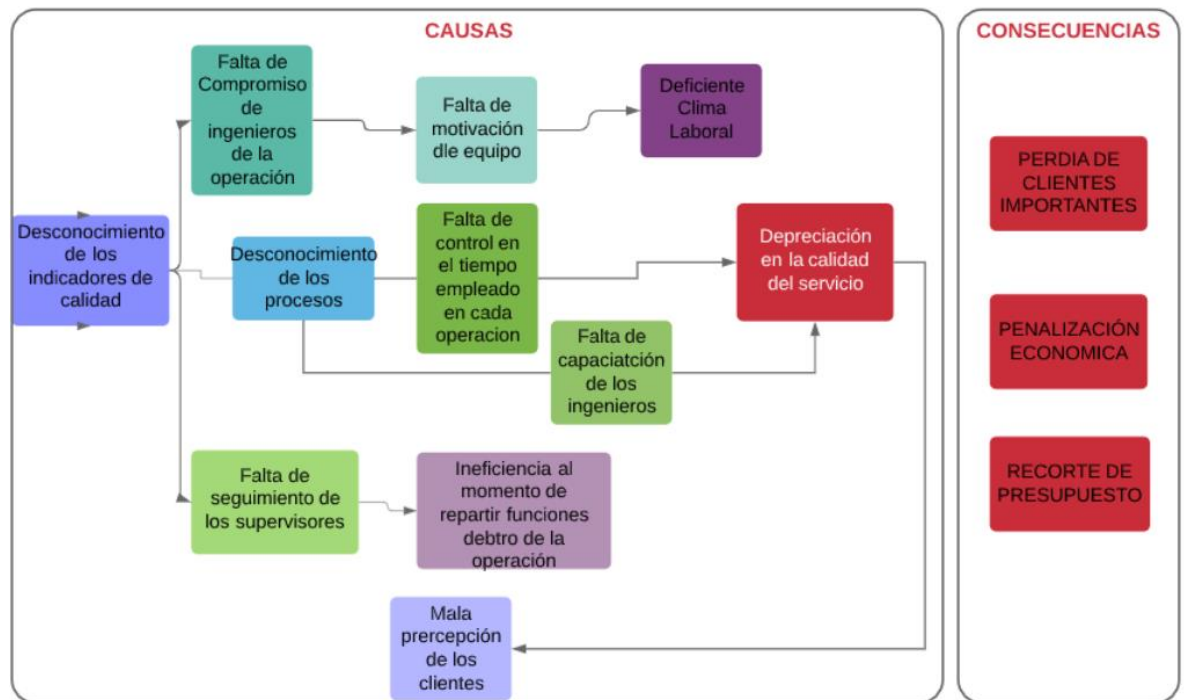 CAUSAS
Falta de
Compromiso
de
ingenieros
de la
operación
Falta de
motivación
dle equipo
Deficiente
Clima
Laboral
Desconocimiento
de los
indicadores de
calidad
Desconocimiento
de los
procesos
Falta de
control en
el tiempo
empleado
en cada
operacion
Depreciación
en la calidad
del servicio
Falta de
capaciatción
de los
ingenieros
Falta de
seguimiento de
los supervisores
Ineficiencia al
momento de
repartir funciones
debtro de la
operación
Mala
prercepción
de los
clientes
CONSECUENCIAS
PERDIA DE
CLIENTES
IMPORTANTES
PENALIZACIÓN
ECONOMICA
RECORTE DE
PRESUPUESTO